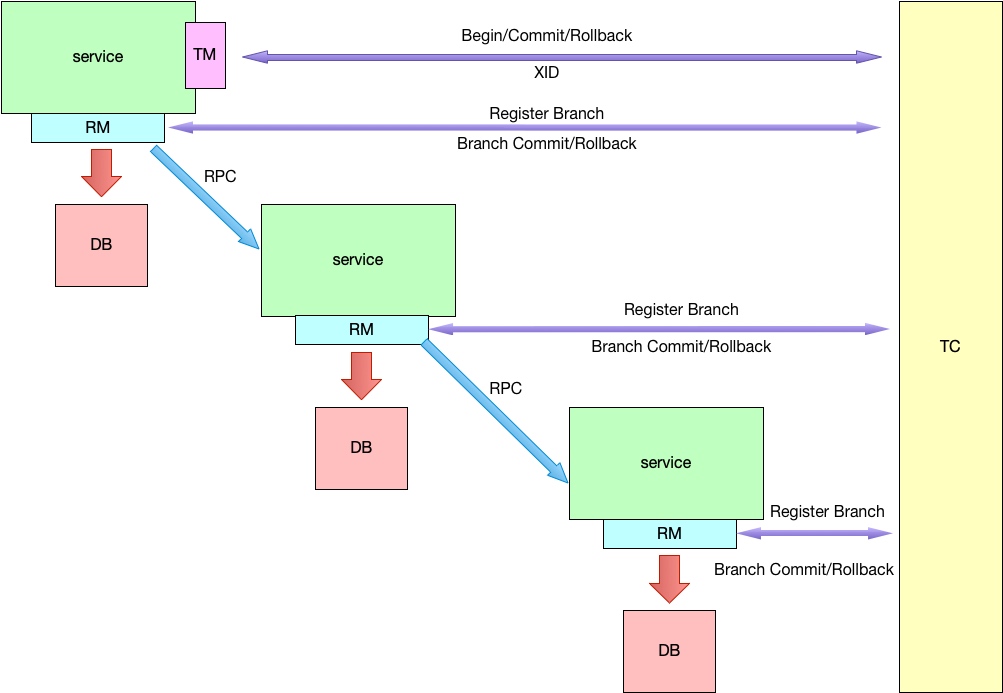 Begin/Commit/Rollback
service
TM
XID
Register Branch
RM
Branch Commit/Rollback
RPC
DB
service
Register Branch
RM
Branch Commit/Rollback
TC
RPC
DB
service
Register Branch
RM
Branch Commit/Rollback
DB